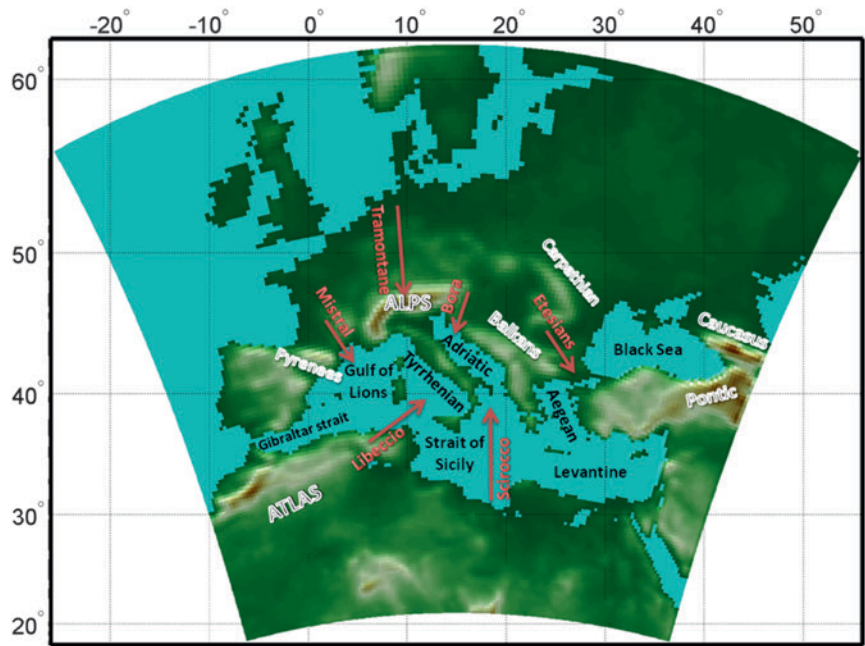 -20° -10° 0° 10° 20° 30° 40° 50°
60°
50°
40°
30°
20°
Tramontane
Carpathian
ALPS
Bora
Mistral
Etesians
Balkans
Caucasus
Black Sea
Adriatic
Pyrenees
Gulf of
Lions
Tyrrhenian
Pontic
Aegean
Gibraltar strait
Libeccio
Strait of
Sicily
Scirocco
Levantine
ATLAS